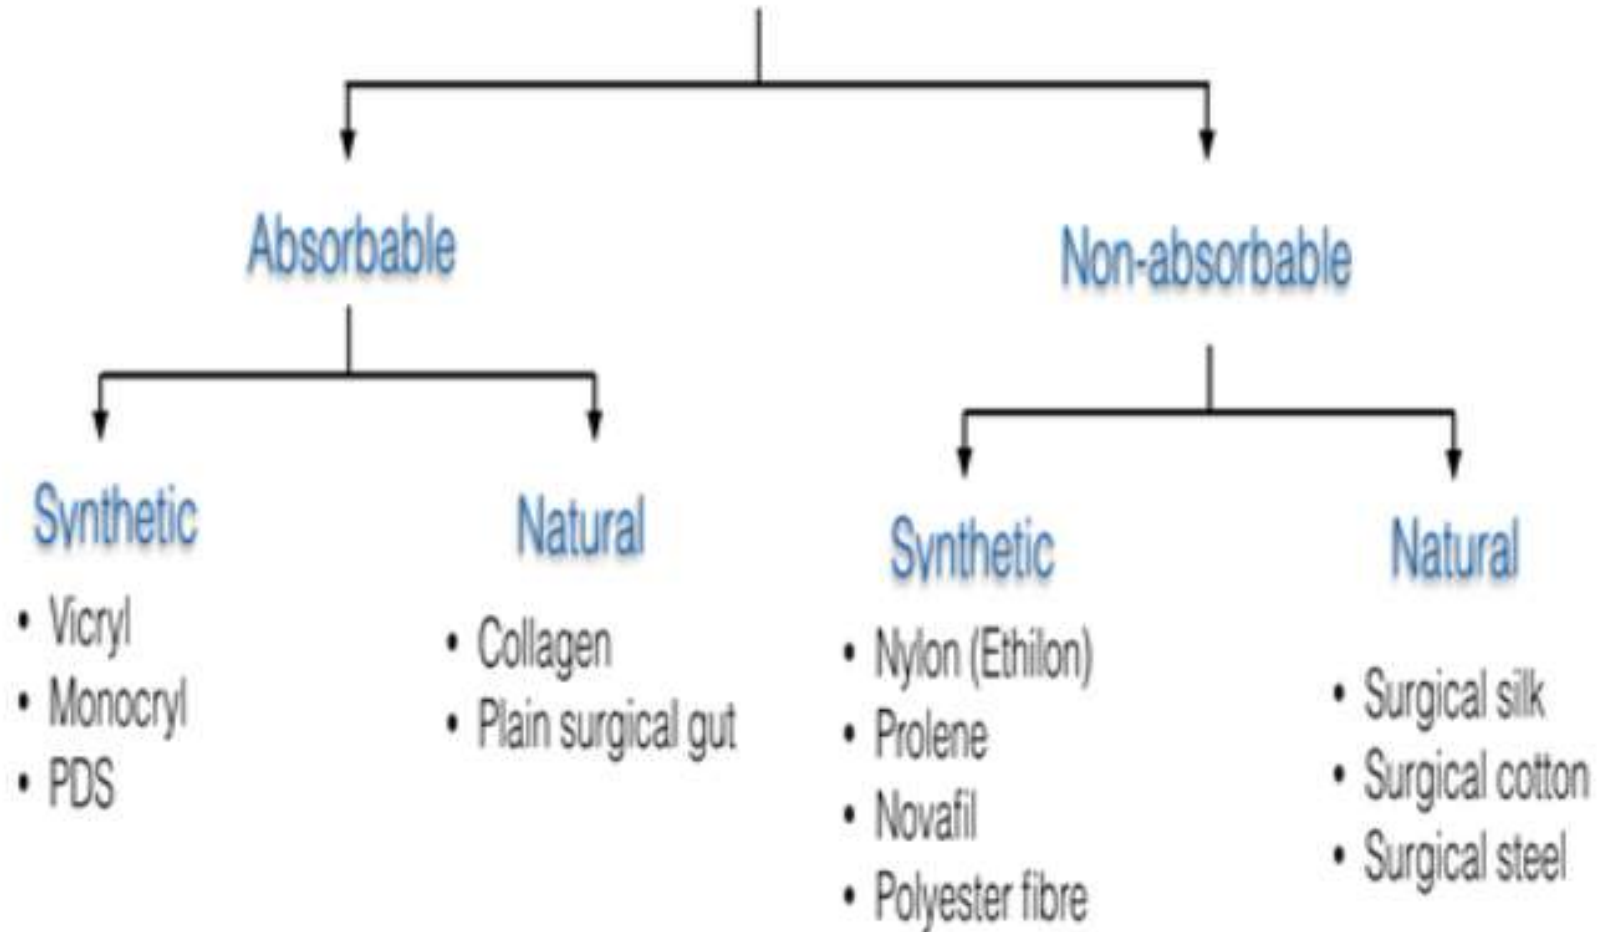 Absorbable
Non-absorbable
Synthetic
Natural
Synthetic
Natural
• Vicryl
• Monocryl
• PDS
• Collagen
• Plain surgical gut
• Nylon (Ethilon)
• Prolene
• Novafil
• Polyester fibre
• Surgical silk
• Surgical cotton
• Surgical steel